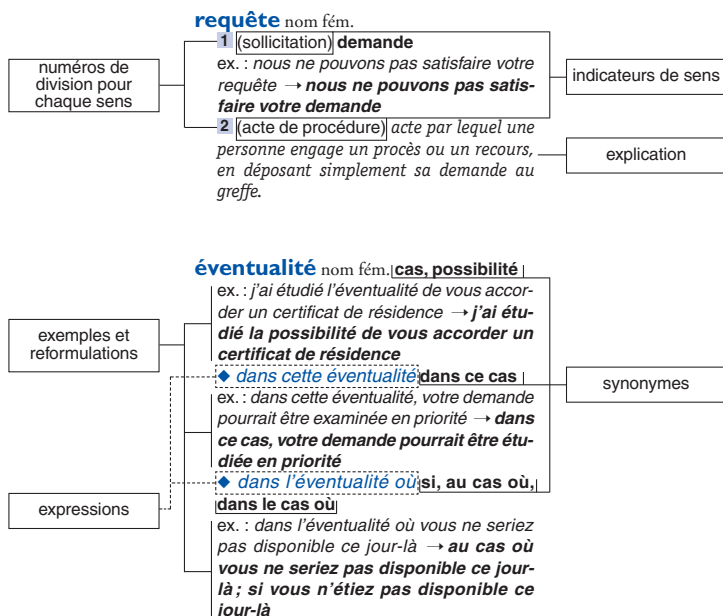 requête nom fém.
1 (sollicitation) demande
ex. : nous ne pouvons pas satisfaire votre
requête → nous ne pouvons pas satis-
faire votre demande
2 (acte de procédure) acte par lequel une
personne engage un procès ou un recours,
en déposant simplement sa demande au
greffe.
numéros de
division pour
chaque sens
indicateurs de sens
explication
éventualité nom fém. cas, possibilité
ex. : j'ai étudié l'éventualité de vous accor-
der un certificat de résidence → j'ai étu-
dié la possibilité de vous accorder un
certificat de résidence
◆ dans cette éventualité dans ce cas
ex. : dans cette éventualité, votre demande
pourrait être examinée en priorité → dans
ce cas, votre demande pourrait être étu-
diée en priorité
◆ dans l'éventualité où si, au cas où,
dans le cas où
ex. : dans l'éventualité où vous ne seriez
pas disponible ce jour-là → au cas où
vous ne seriez pas disponible ce jour-
là ; si vous n'étiez pas disponible ce
jour-là
exemples et
reformulations
synonymes
expressions